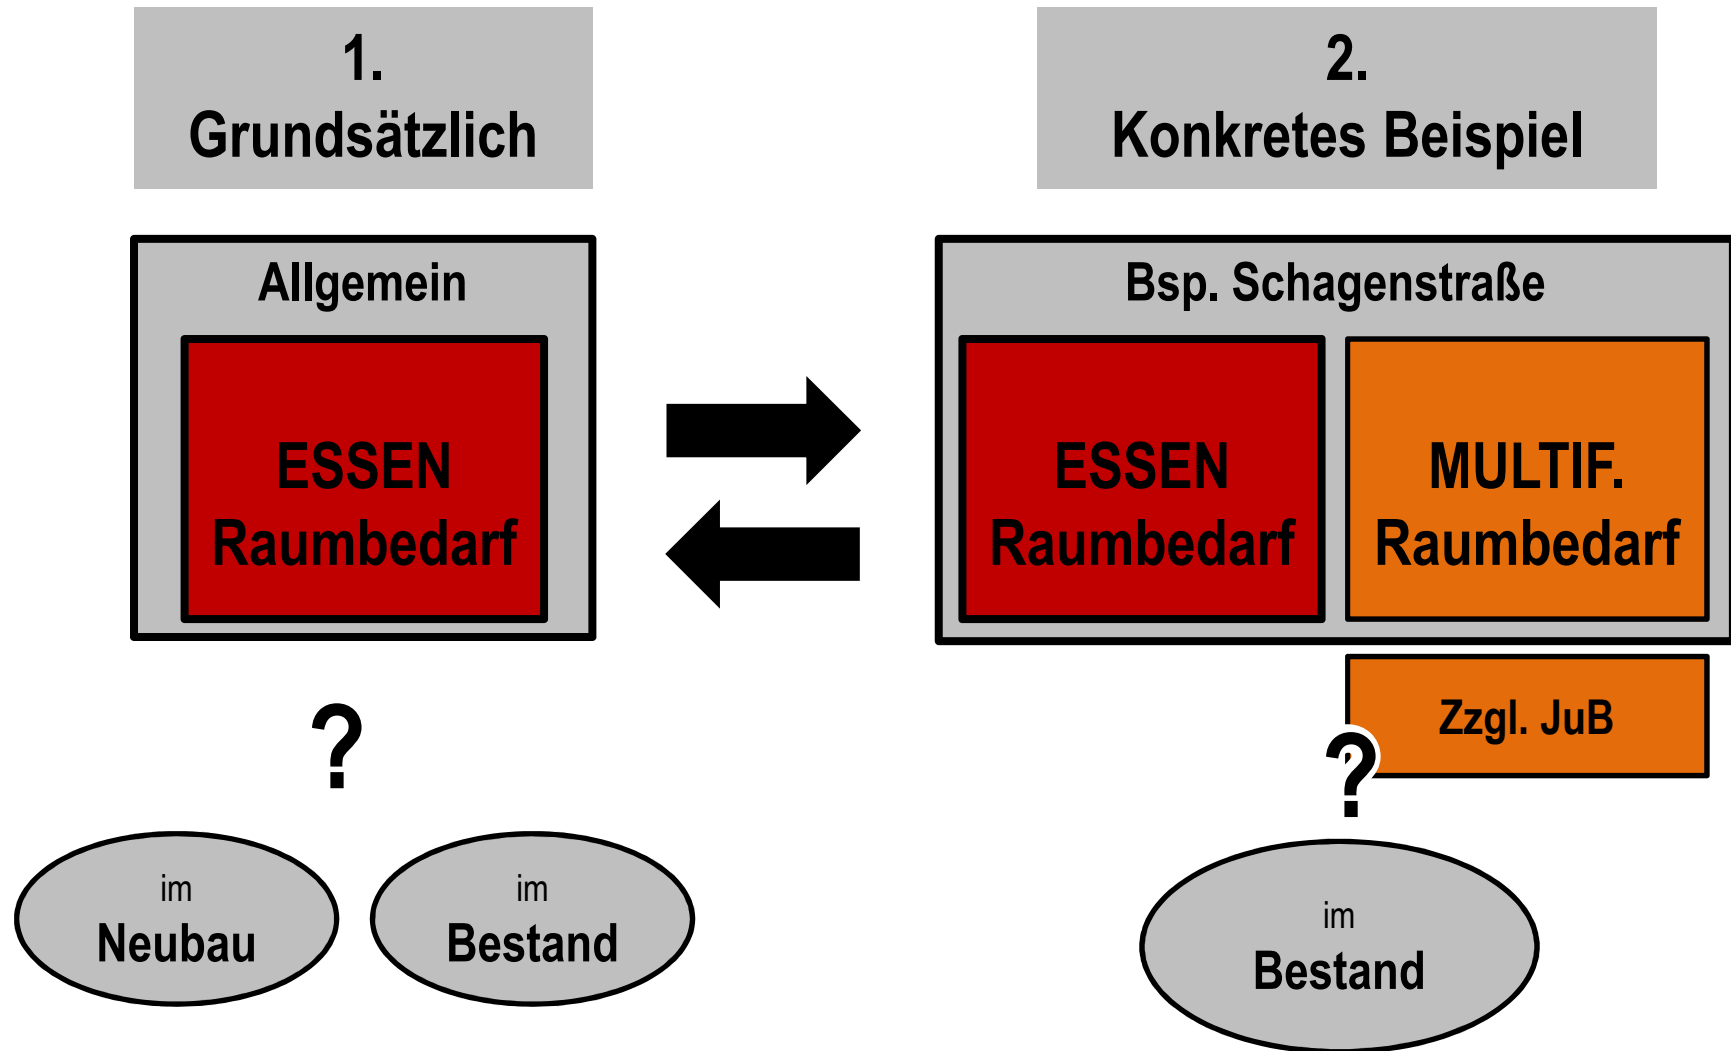 1.
Grundsätzlich
Allgemein
ESSEN
Raumbedarf
?
im
Neubau
im
Bestand
2.
Konkretes Beispiel
Bsp. Schagenstraße
ESSEN
Raumbedarf
MULTIF.
Raumbedarf
Zzgl. JuB
?
im
Bestand